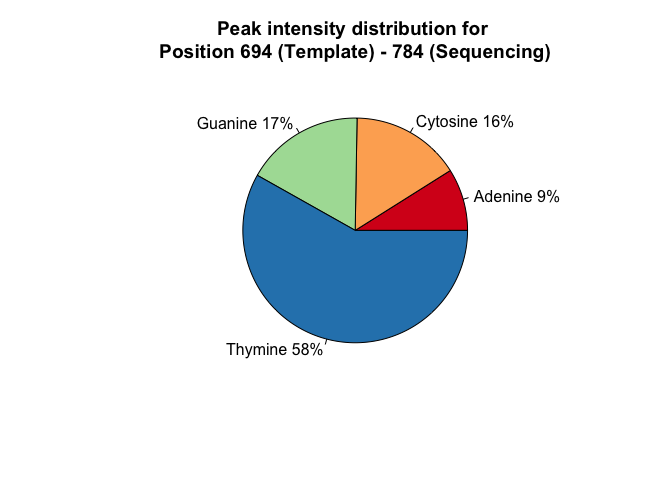 Peak intensity distribution for
Position 694 (Template) - 784 (Sequencing)
Guanine 17%
Cytosine 16%
Adenine 9%
Thymine 58%